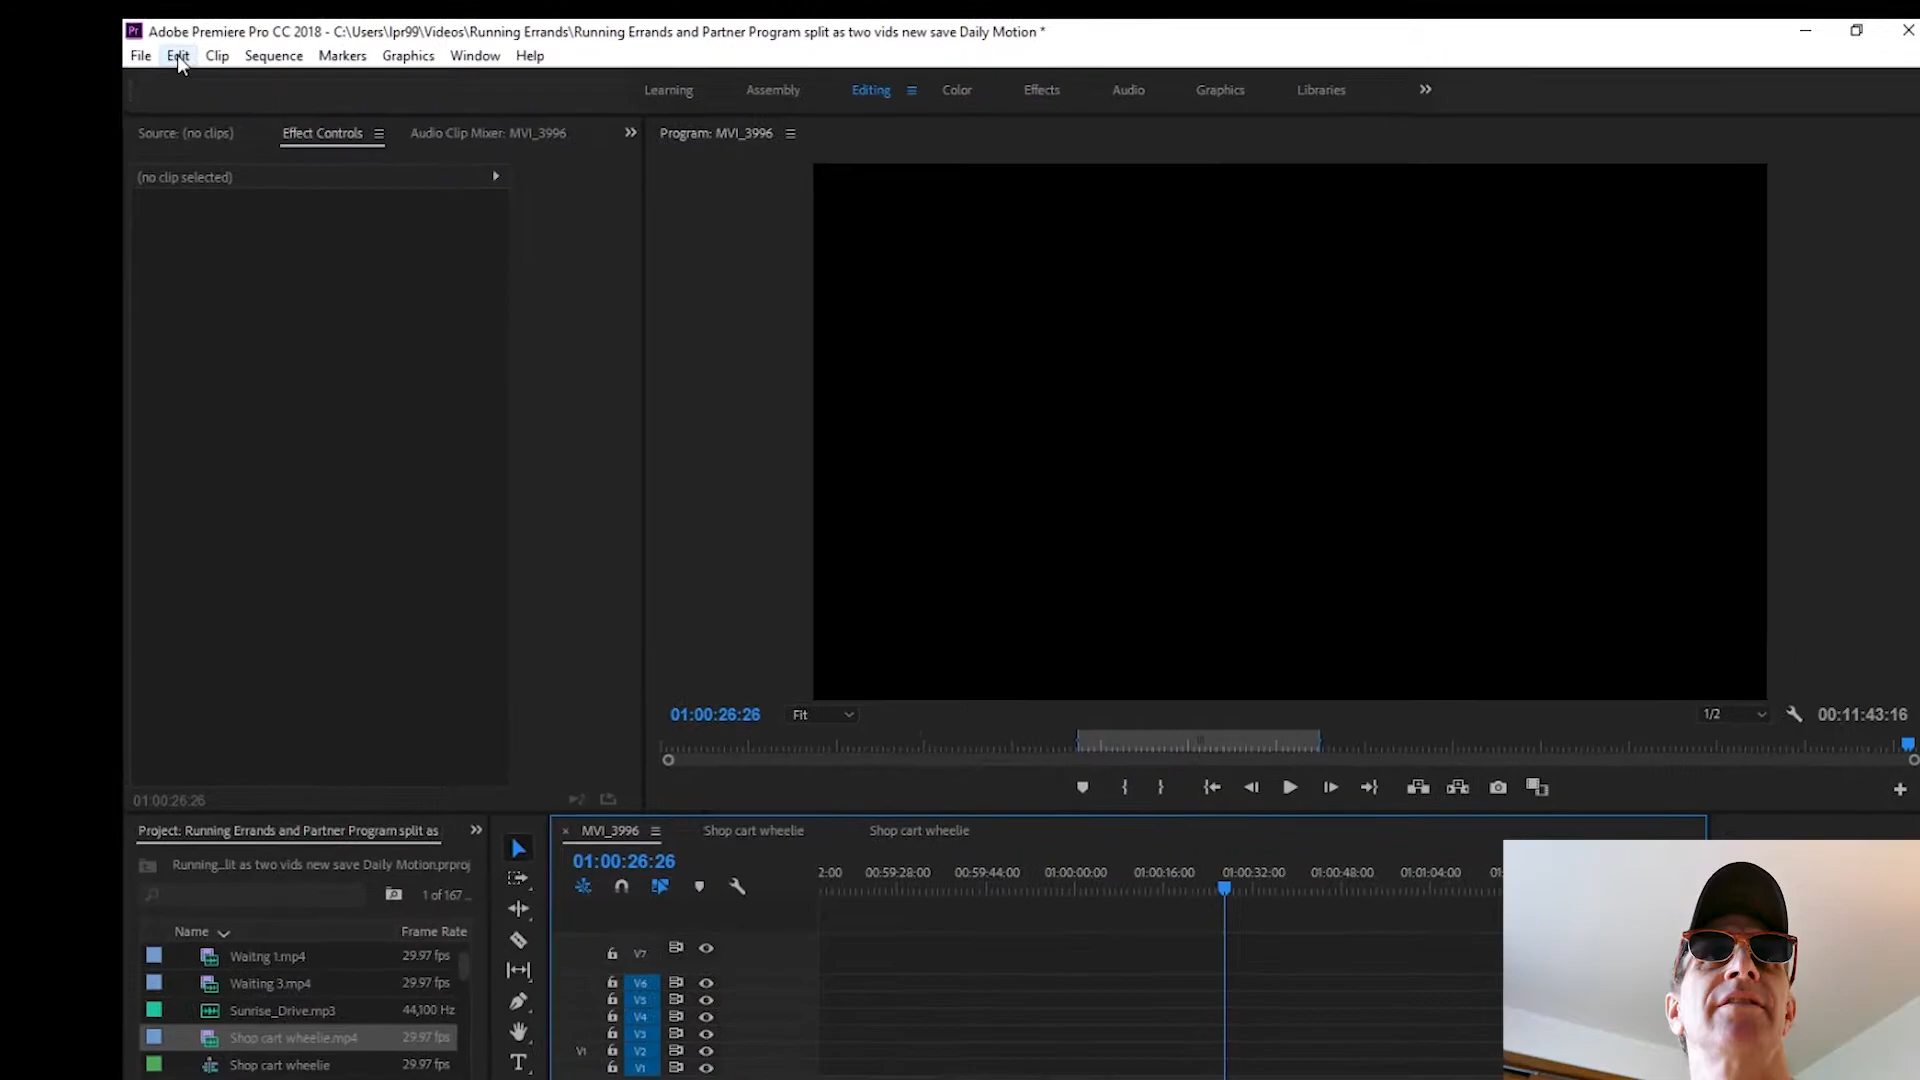 Pr Adobe Premiere Pro CC 2018 - C:\Users\lpr99\Videos\Running Errands\Running Errands and Partner Program split as two vids new save Daily Motion *
File Edit Clip Sequence Markers Graphics Window Help
Learning Assembly Editing Color Effects Audio Graphics Libraries
Source: (no clips) Effect Controls Audio Clip Mixer: MVI_3996 Program: MVI_3996
(no clip selected)
01:00:26:26 Fit 1/2 00:11:43:16
01:00:26:26
Project: Running Errands and Partner Program split as MVI_3996 Shop cart wheelie Shop cart wheelie
Running...lit as two vids new save Daily Motion.prproj 01:00:26:26
2:00 00:59:28:00 00:59:44:00 01:00:00:00 01:00:16:00 01:00:32:00 01:00:48:00 01:01:04:00
1 of 167...
Name Frame Rate
Waitng 1.mp4 29.97 fps V7
Waiting 3.mp4 29.97 fps V6
V5
Sunrise_Drive.mp3 44,100 Hz V4
Shop cart wheelie.mp4 29.97 fps V3
V1 V2
Shop cart wheelie 29.97 fps V1